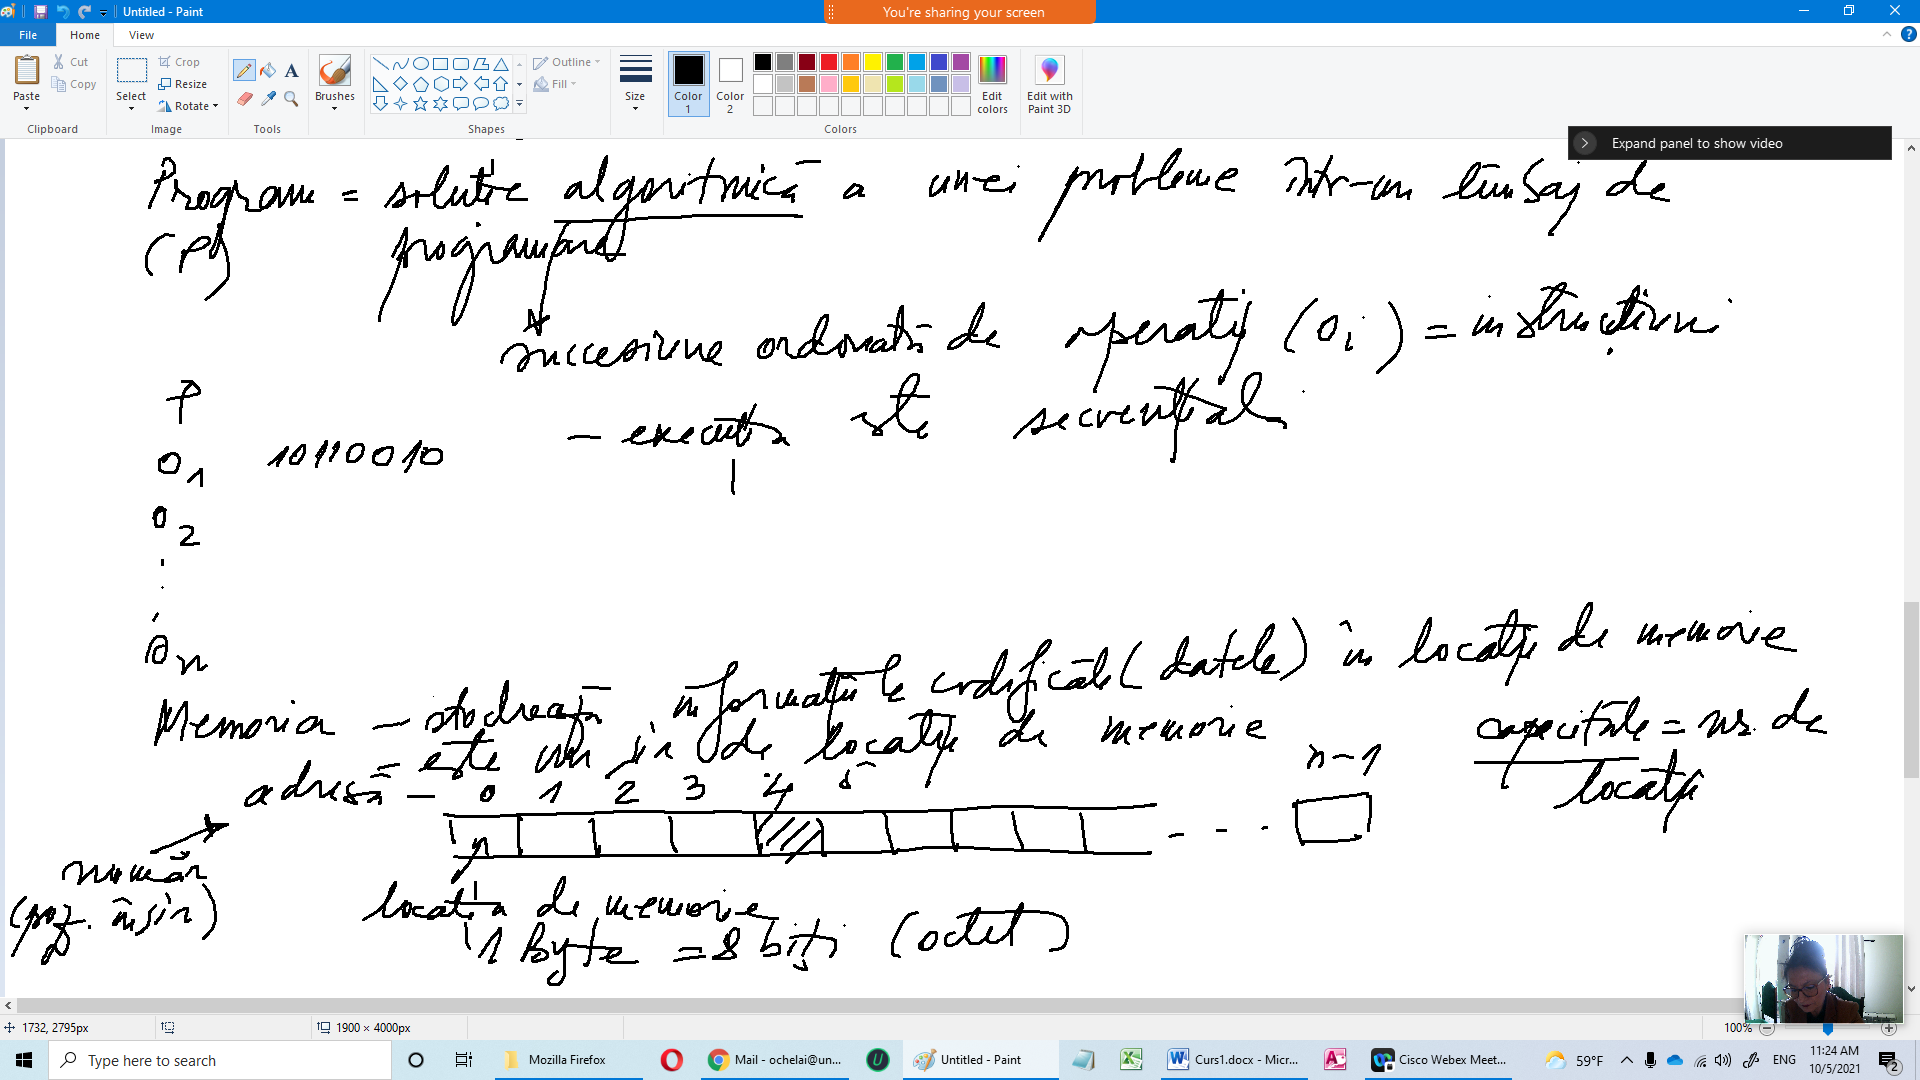 Untitled - Paint
You're sharing your screen
File Home View
Paste
Cut
Copy
Clipboard
Select
Crop
Resize
Rotate
Image
Tools
Brushes
Shapes
Outline
Fill
Size
Color 1
Color 2
Colors
Edit colors
Edit with Paint 3D
Expand panel to show video
Program = soluție algoritmică a unei probleme într-un limbaj de
(P) programare
succesiune ordonată de operații (Oi) = instrucțiuni
P
- execuția este secvențială
O1 10110010
O2
On
Memoria - stochează informațiile codificate (datele) în locații de memorie
= este un șir de locații de memorie
capacitate = nr. de
locații
adresă - 0 1 2 3 4 5 n-1
număr
(poz. în șir)
locația de memorie
1 Byte = 8 biți (octet)
1732, 2795px
1900 × 4000px
100%
Type here to search
Mozilla Firefox
Mail - ochelai@un...
Untitled - Paint
Curs1.docx - Micr...
Cisco Webex Meet...
59°F
ENG
11:24 AM
10/5/2021
2